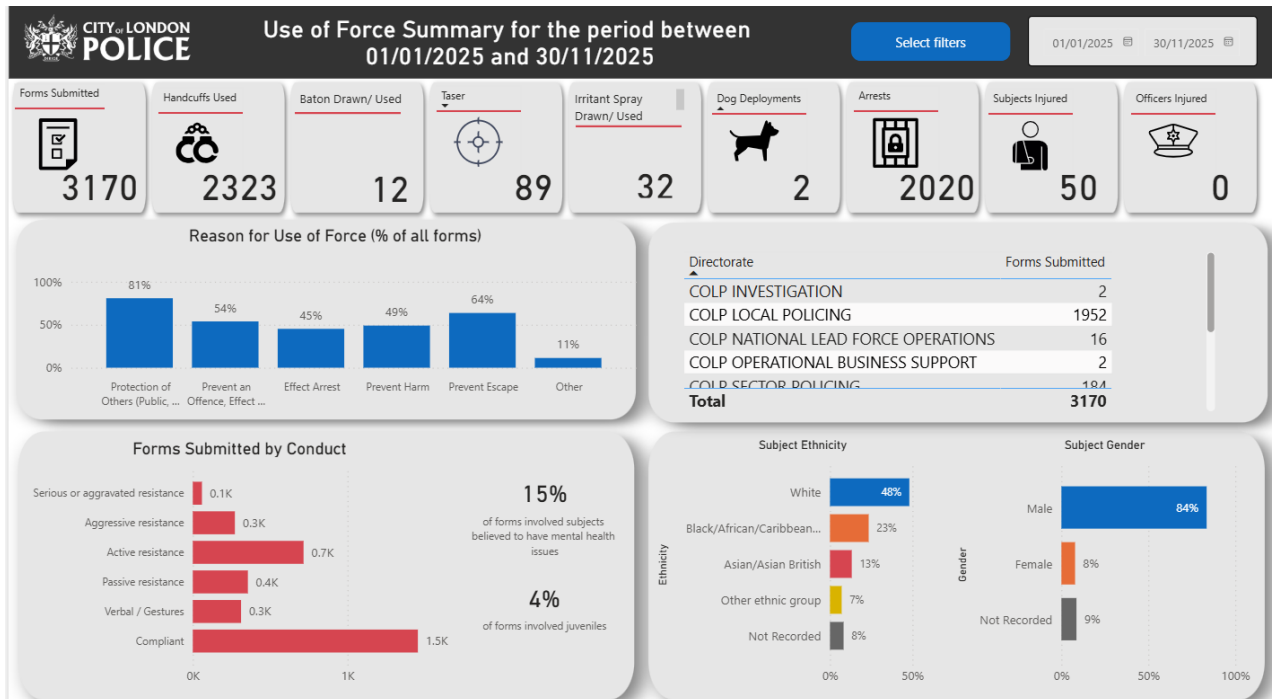 CITY of LONDON
POLICE
Use of Force Summary for the period between
01/01/2025 and 30/11/2025
Select filters
01/01/2025
30/11/2025
Forms Submitted
3170
Handcuffs Used
2323
Baton Drawn/ Used
12
Taser
89
Irritant Spray
Drawn/ Used
32
Dog Deployments
2
Arrests
2020
Subjects Injured
50
Officers Injured
0
Reason for Use of Force (% of all forms)
100%
50%
0%
81%
54%
45%
49%
64%
11%
Protection of
Others (Public, ...
Prevent an
Offence, Effect ...
Effect Arrest
Prevent Harm
Prevent Escape
Other
Directorate Forms Submitted
COLP INVESTIGATION 2
COLP LOCAL POLICING 1952
COLP NATIONAL LEAD FORCE OPERATIONS 16
COLP OPERATIONAL BUSINESS SUPPORT 2
COLP SECTOR POLICING 184
Total 3170
Forms Submitted by Conduct
Serious or aggravated resistance 0.1K
Aggressive resistance 0.3K
Active resistance 0.7K
Passive resistance 0.4K
Verbal / Gestures 0.3K
Compliant 1.5K
0K 1K
15%
of forms involved subjects
believed to have mental health
issues
4%
of forms involved juveniles
Subject Ethnicity
Ethnicity
White 48%
Black/African/Caribbean... 23%
Asian/Asian British 13%
Other ethnic group 7%
Not Recorded 8%
0% 50%
Subject Gender
Gender
Male 84%
Female 8%
Not Recorded 9%
0% 50% 100%